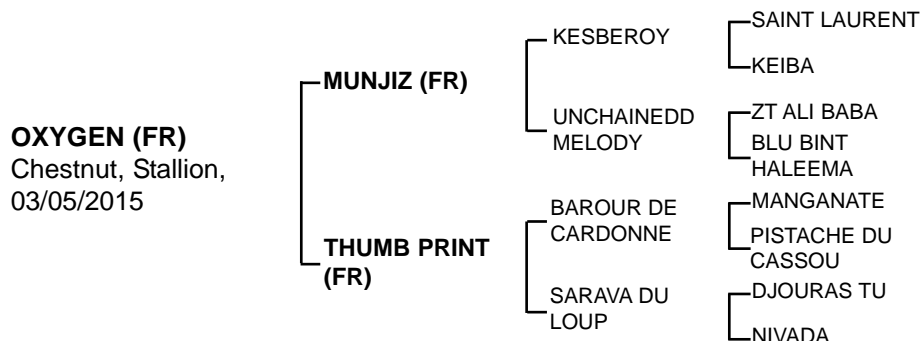 OXYGEN (FR)
Chestnut, Stallion,
03/05/2015
MUNJIZ (FR)
THUMB PRINT
(FR)
KESBEROY
UNCHAINEDD
MELODY
BAROUR DE
CARDONNE
SARAVA DU
LOUP
SAINT LAURENT
KEIBA
ZT ALI BABA
BLU BINT
HALEEMA
MANGANATE
PISTACHE DU
CASSOU
DJOURAS TU
NIVADA